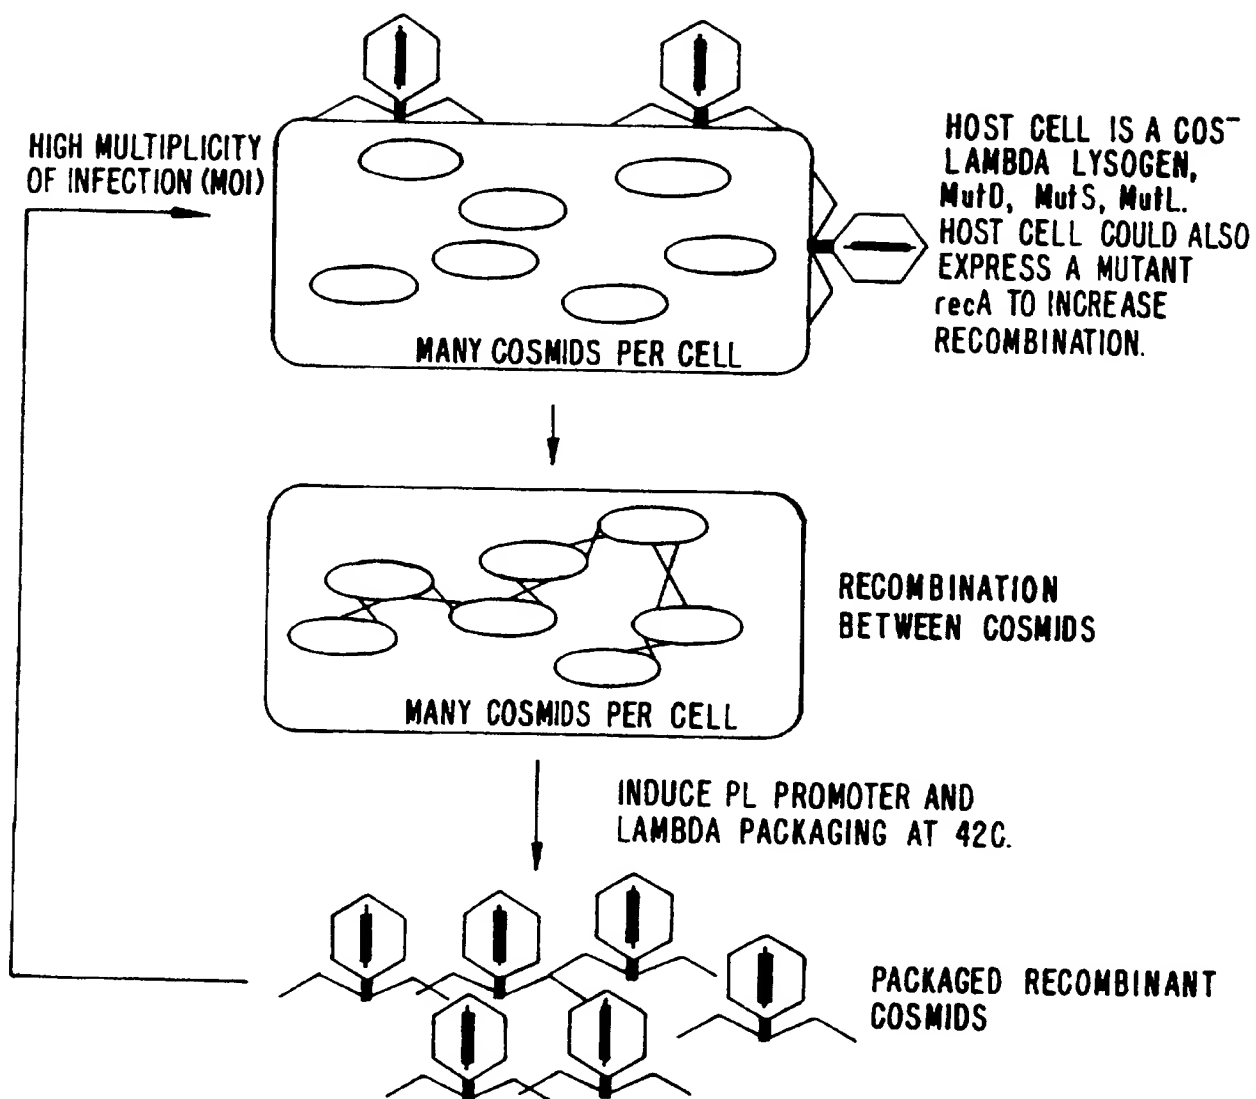 HIGH MULTIPLICITY
OF INFECTION (MOI)
HOST CELL IS A COS⁻
LAMBDA LYSOGEN,
MutD, MutS, MutL.
HOST CELL COULD ALSO
EXPRESS A MUTANT
recA TO INCREASE
RECOMBINATION.
MANY COSMIDS PER CELL
RECOMBINATION
BETWEEN COSMIDS
MANY COSMIDS PER CELL
INDUCE PL PROMOTER AND
LAMBDA PACKAGING AT 42C.
PACKAGED RECOMBINANT
COSMIDS